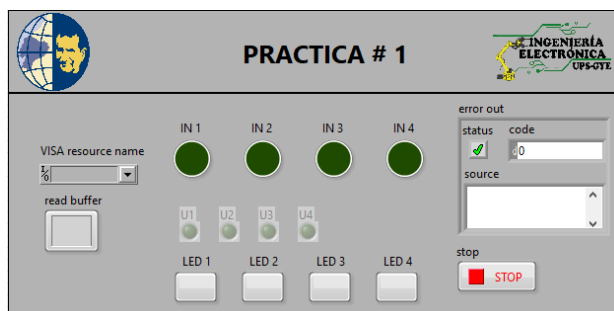 PRACTICA # 1
INGENIERÍA
ELECTRÓNICA
UPS-GYE
VISA resource name
I/O
read buffer
IN 1 IN 2 IN 3 IN 4
U1 U2 U3 U4
LED 1 LED 2 LED 3 LED 4
error out
status code
d 0
source
stop
STOP